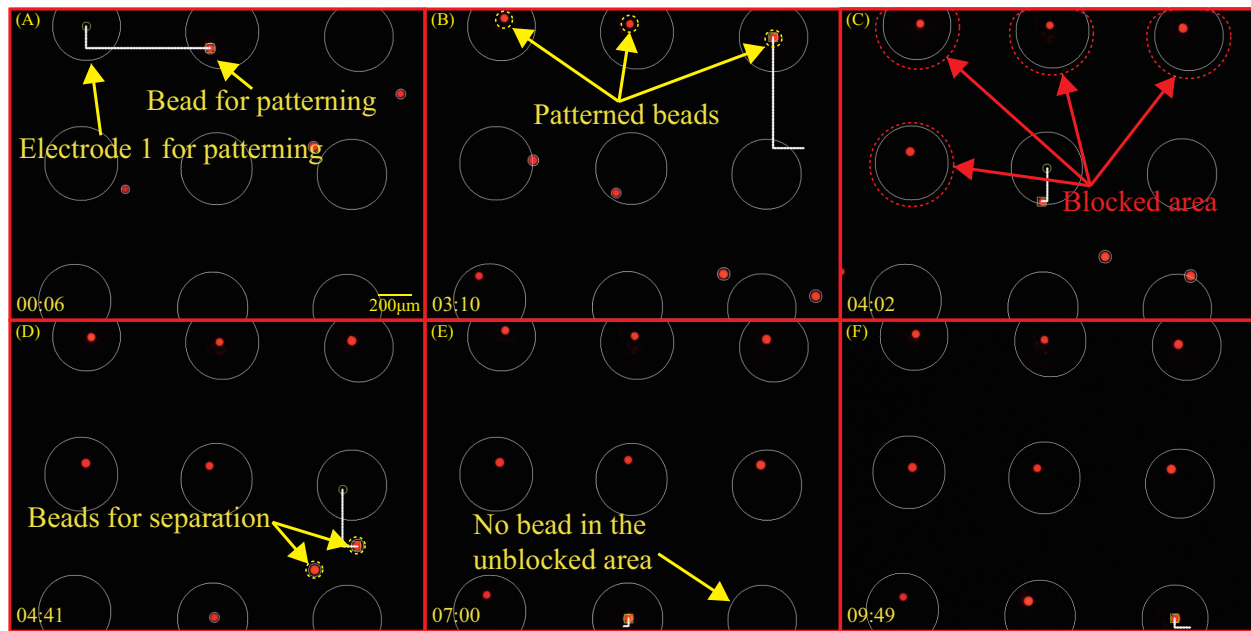 (A)
Bead for patterning
Electrode 1 for patterning
00:06
200μm
(B)
Patterned beads
03:10
(C)
Blocked area
04:02
(D)
Beads for separation
04:41
(E)
No bead in the
unblocked area
07:00
(F)
09:49